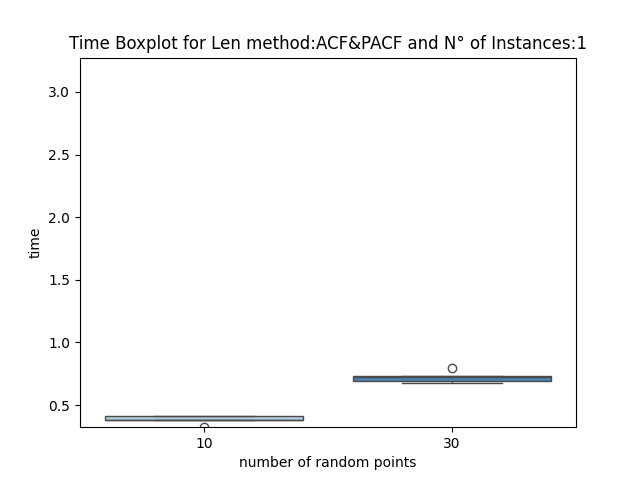 Time Boxplot for Len method:ACF&PACF and N° of Instances:1
3.0
2.5
2.0
1.5
1.0
0.5
time
10 30
number of random points